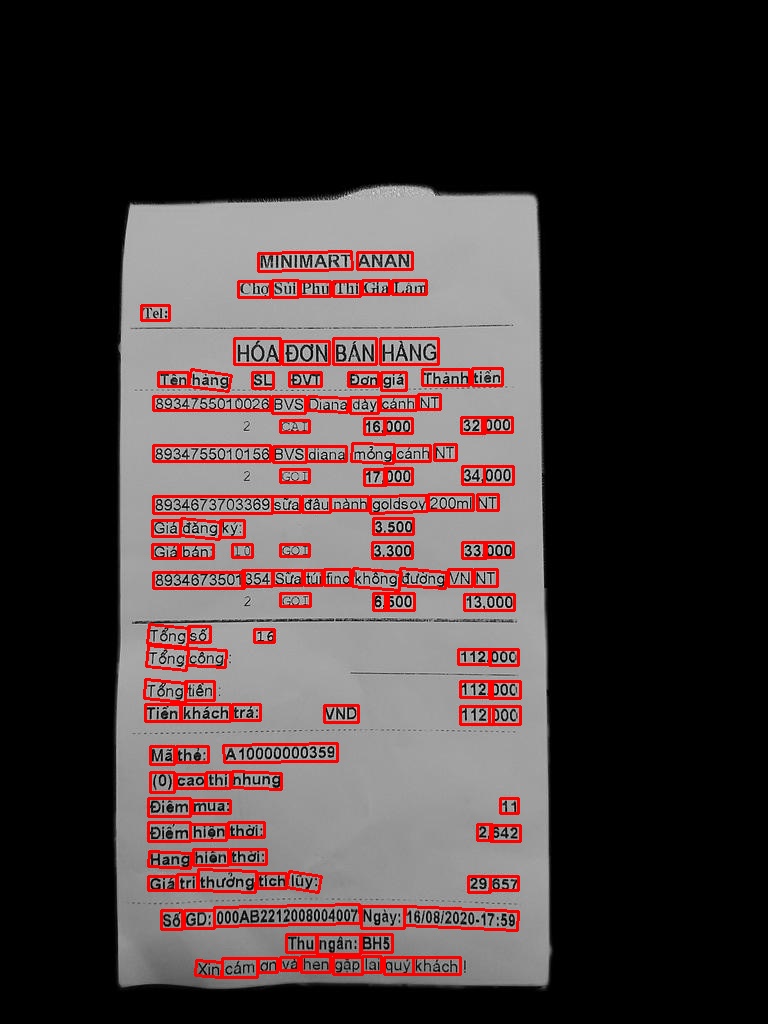 MINIMART ANAN
Chợ Sủi Phú Thị Gia Lâm
Tel:
HÓA ĐƠN BÁN HÀNG
Tên hàng SL ĐVT Đơn giá Thành tiền
8934755010026 BVS Diana dày cánh NT
2 CAI 16,000 32,000
8934755010156 BVS diana mỏng cánh NT
2 GOI 17,000 34,000
8934673703369 sữa đâu nành goldsoy 200ml NT
Giá đăng ký: 3.500
Giá bán: 10 GOI 3,300 33,000
8934673501354 Sữa túi fino không đường VN NT
2 GOI 6,500 13,000
Tổng số 16
Tổng cộng : 112,000
Tổng tiền : 112,000
Tiền khách trả: VND 112,000
Mã thẻ: A10000000359
(0) cao thi nhung
Điểm mua: 11
Điểm hiện thời: 2,642
Hạng hiện thời:
Giá trị thưởng tích lũy: 29,657
Số GD: 000AB2212008004007 Ngày: 16/08/2020-17:59
Thu ngân: BH5
Xin cám ơn và hẹn gặp lại quý khách !